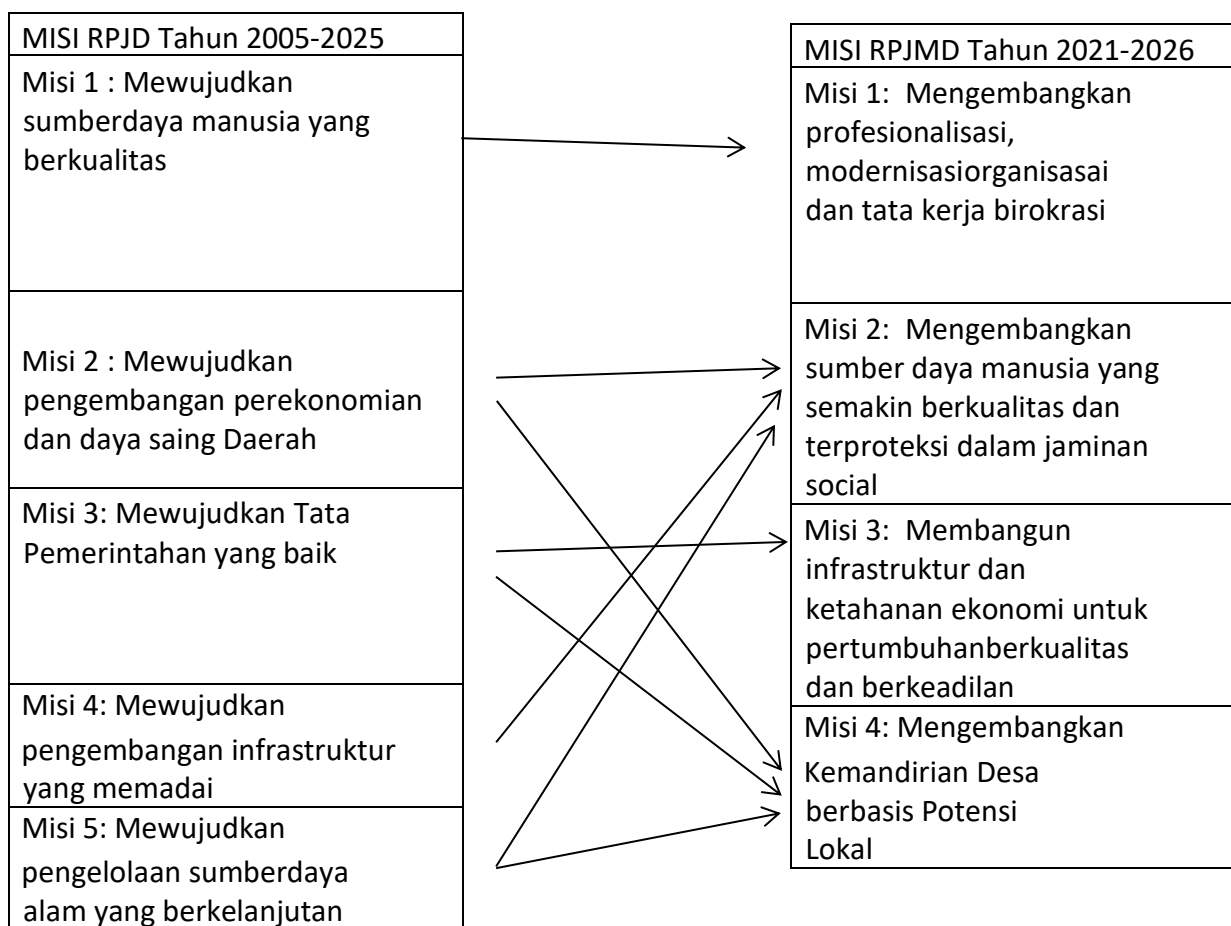 MISI RPJD Tahun 2005-2025
Misi 1 : Mewujudkan
sumberdaya manusia yang
berkualitas
Misi 2 : Mewujudkan
pengembangan perekonomian
dan daya saing Daerah
Misi 3: Mewujudkan Tata
Pemerintahan yang baik
Misi 4: Mewujudkan
pengembangan infrastruktur
yang memadai
Misi 5: Mewujudkan
pengelolaan sumberdaya
alam yang berkelanjutan
MISI RPJMD Tahun 2021-2026
Misi 1:  Mengembangkan
profesionalisasi,
modernisasiorganisasai
dan tata kerja birokrasi
Misi 2:  Mengembangkan
sumber daya manusia yang
semakin berkualitas dan
terproteksi dalam jaminan
social
Misi 3:  Membangun
infrastruktur dan
ketahanan ekonomi untuk
pertumbuhanberkualitas
dan berkeadilan
Misi 4: Mengembangkan
Kemandirian Desa
berbasis Potensi
Lokal